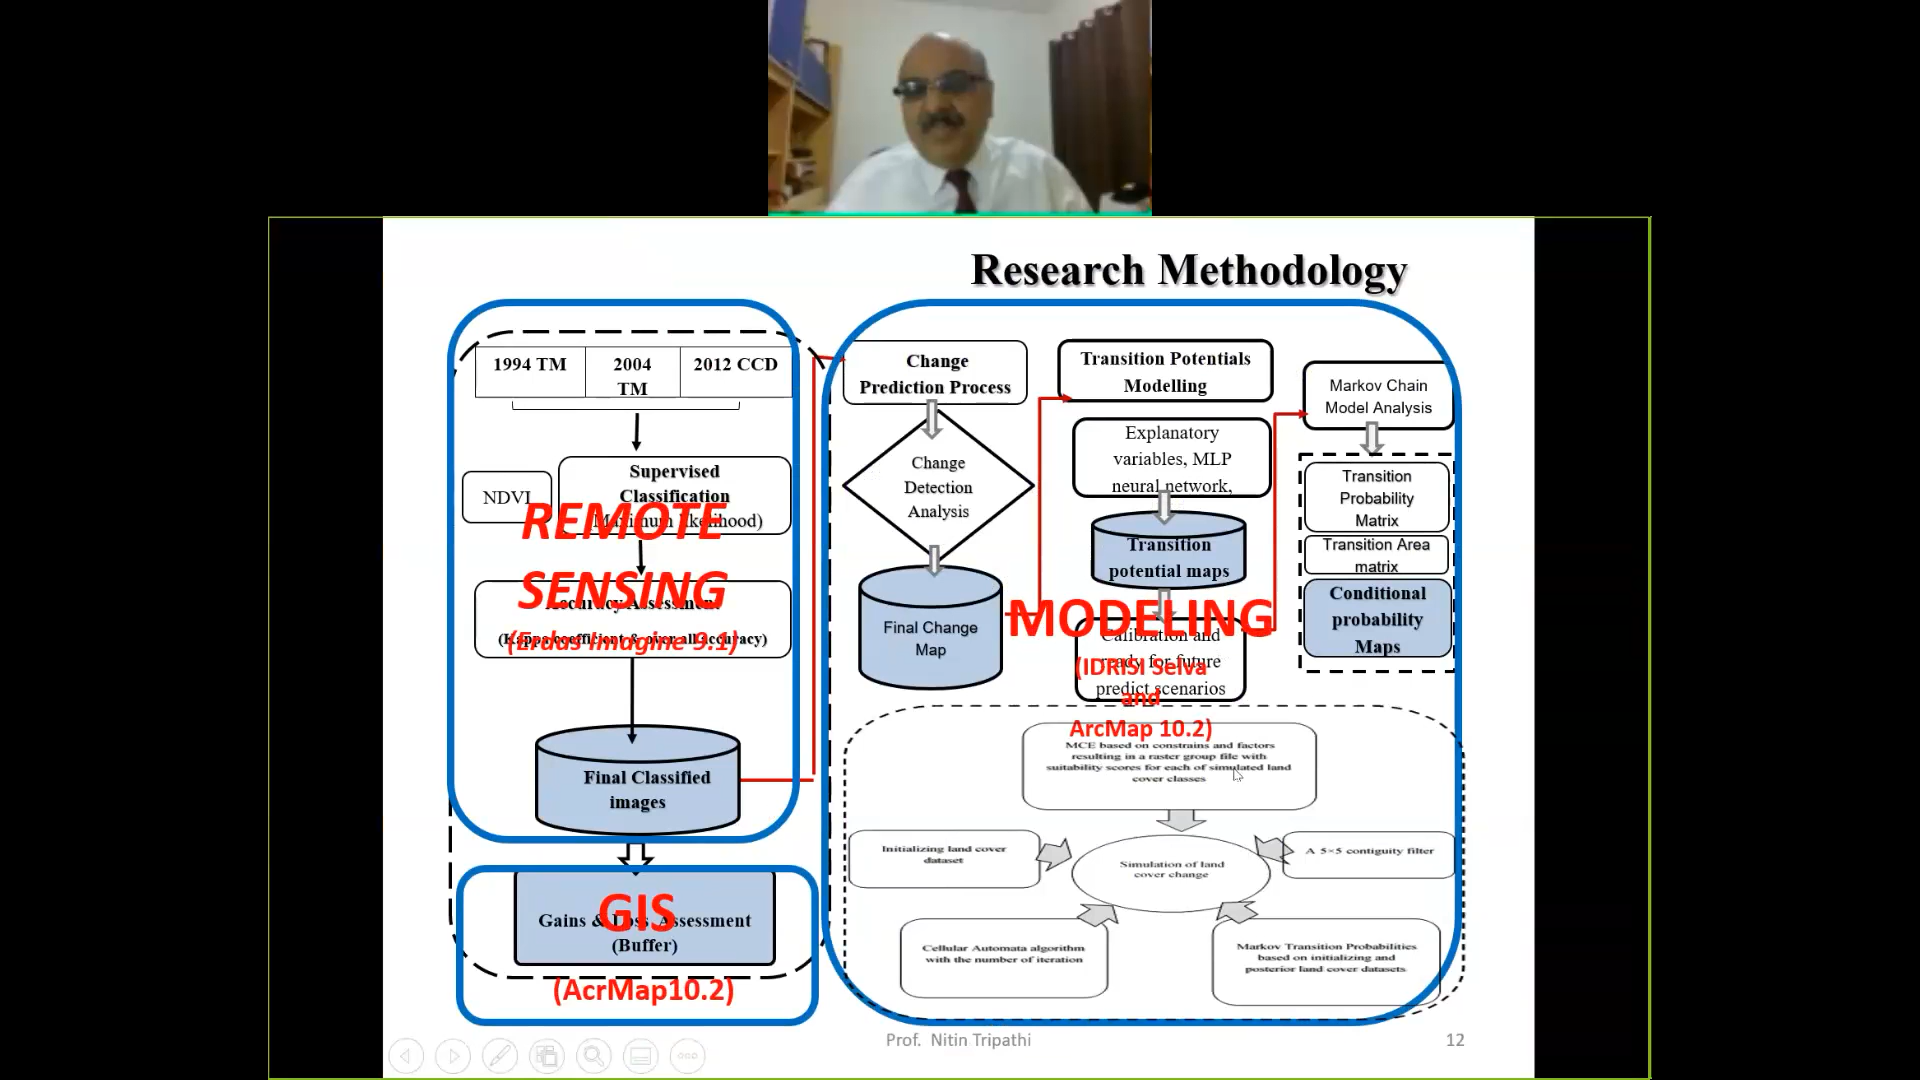 Research Methodology
1994 TM
2004
TM
2012 CCD
NDVI
Supervised
Classification
(Maximum likelihood)
REMOTE
SENSING
Accuracy Assessment
(Kappa coefficient & over all accuracy)
(Erdas Imagine 9.1)
Final Classified
images
GIS
Gains & Loss Assessment
(Buffer)
(AcrMap10.2)
Change
Prediction Process
Change
Detection
Analysis
Final Change
Map
Transition Potentials
Modelling
Explanatory
variables, MLP
neural network,
Transition
potential maps
MODELING
Calibration and
ready for future
predict scenarios
(IDRISI Selva
and
ArcMap 10.2)
Markov Chain
Model Analysis
Transition
Probability
Matrix
Transition Area
matrix
Conditional
probability
Maps
MCE based on constrains and factors
resulting in a raster group file with
suitability scores for each of simulated land
cover classes
Initializing land cover
dataset
Simulation of land
cover change
A 5×5 contiguity filter
Cellular Automata algorithm
with the number of iteration
Markov Transition Probabilities
based on initializing and
posterior land cover datasets
Prof. Nitin Tripathi
12